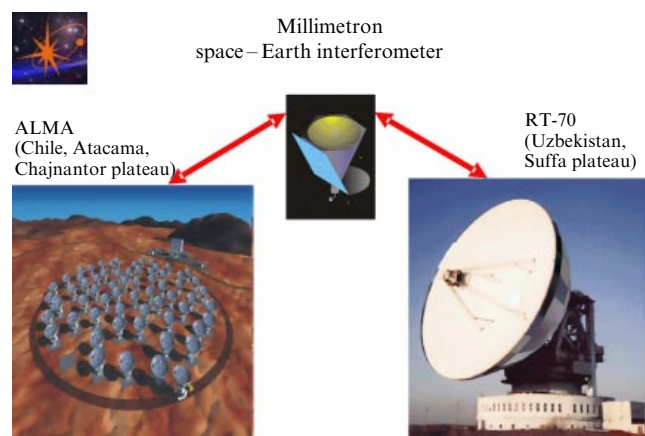 Millimetron
space – Earth interferometer
ALMA
(Chile, Atacama,
Chajnantor plateau)
RT-70
(Uzbekistan,
Suffa plateau)